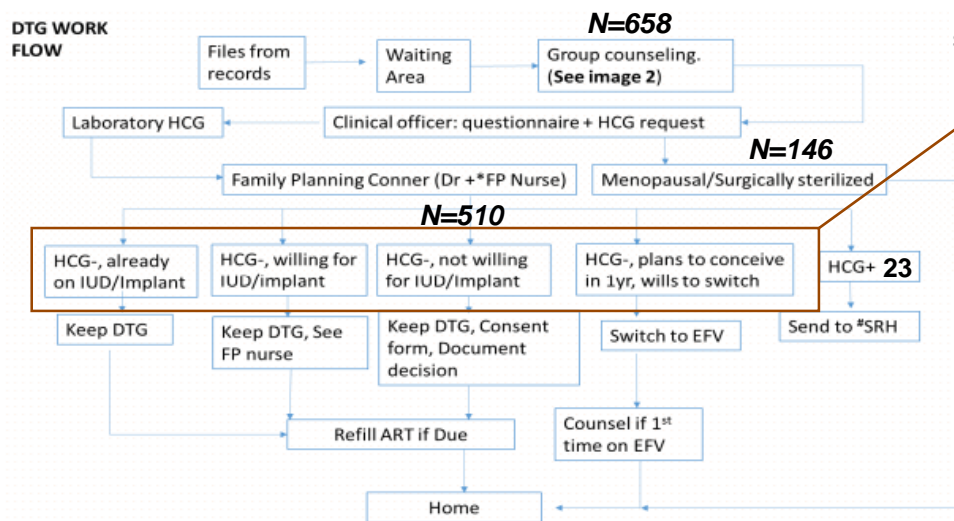 DTG WORK
FLOW
N=658
Files from
records
Waiting
Area
Group counseling.
(See image 2)
Laboratory HCG
Clinical officer: questionnaire + HCG request
N=146
Family Planning Conner (Dr +*FP Nurse)
Menopausal/Surgically sterilized
N=510
HCG-, already
on IUD/Implant
HCG-, willing for
IUD/implant
HCG-, not willing
for IUD/Implant
HCG-, plans to conceive
in 1yr, wills to switch
HCG+ 23
Keep DTG
Keep DTG, See
FP nurse
Keep DTG, Consent
form, Document
decision
Switch to EFV
Send to #SRH
Refill ART if Due
Counsel if 1st
time on EFV
Home